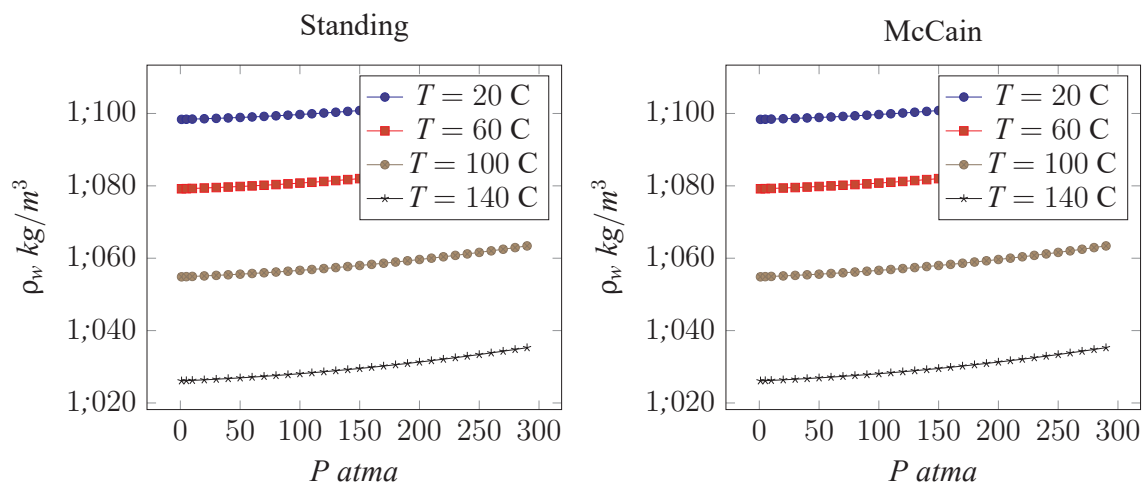 Standing
T = 20 C
T = 60 C
T = 100 C
T = 140 C
1;100
1;080
1;060
1;040
1;020
ρw kg/m³
0 50 100 150 200 250 300
P atma
McCain
T = 20 C
T = 60 C
T = 100 C
T = 140 C
1;100
1;080
1;060
1;040
1;020
ρw kg/m³
0 50 100 150 200 250 300
P atma